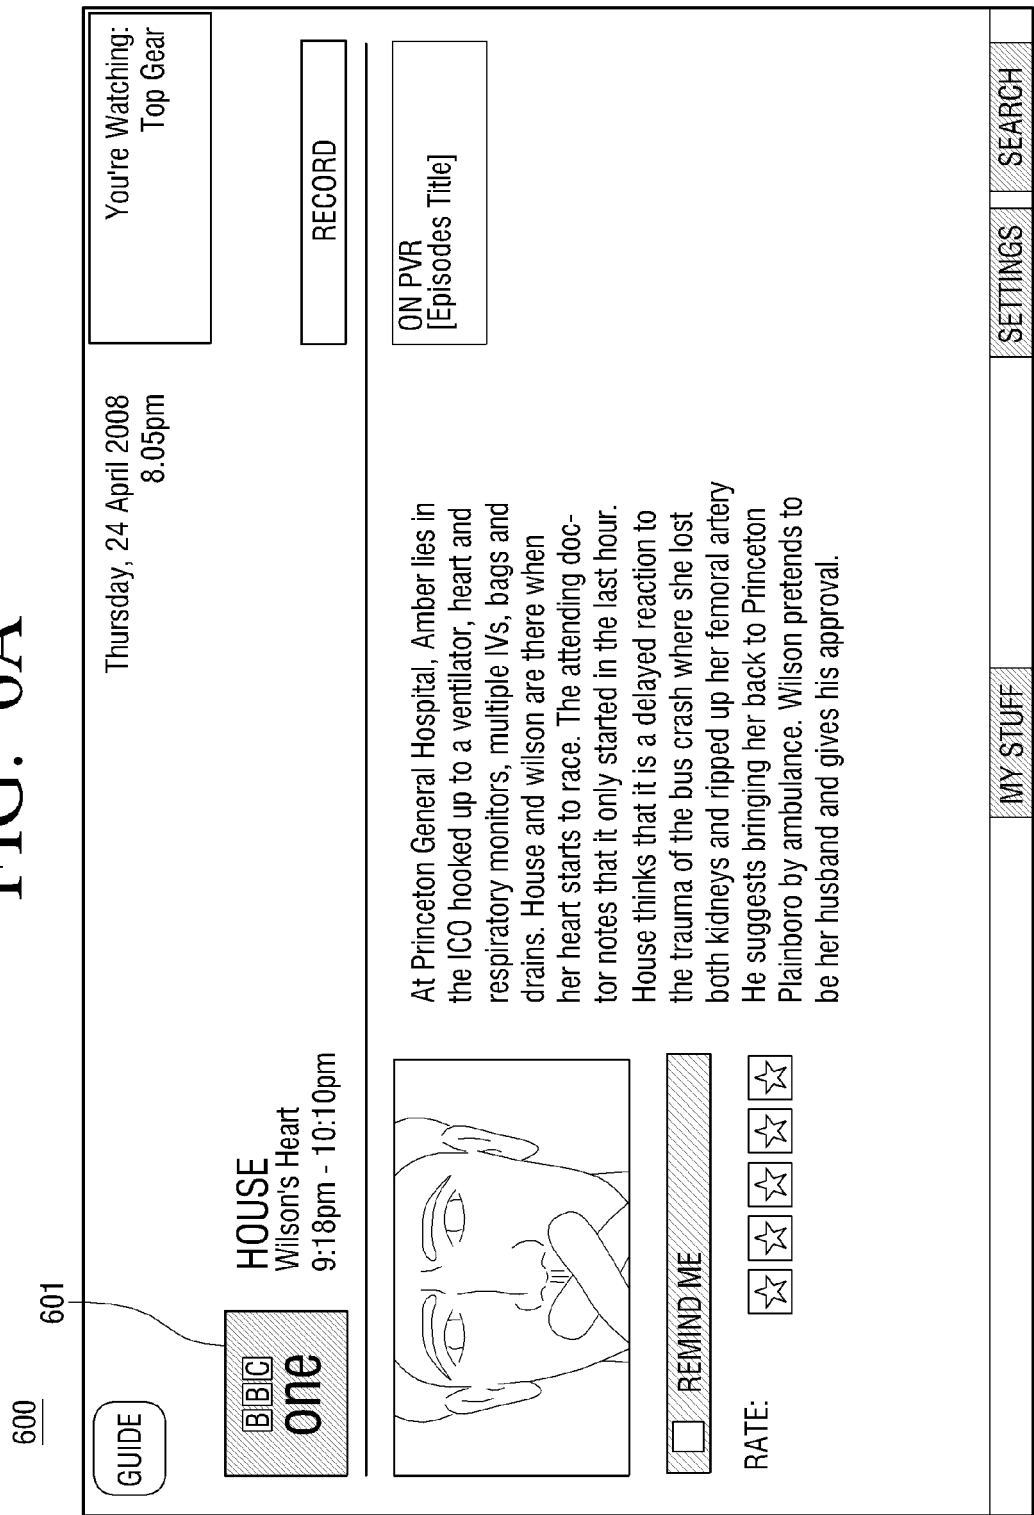 FIG. 6A
600
601
GUIDE
Thursday, 24 April 2008
8.05pm
You're Watching:
Top Gear
BBC
one
HOUSE
Wilson's Heart
9:18pm - 10:10pm
RECORD
REMIND ME
RATE:
At Princeton General Hospital, Amber lies in
the ICO hooked up to a ventilator, heart and
respiratory monitors, multiple IVs, bags and
drains. House and wilson are there when
her heart starts to race. The attending doc-
tor notes that it only started in the last hour.
House thinks that it is a delayed reaction to
the trauma of the bus crash where she lost
both kidneys and ripped up her femoral artery
He suggests bringing her back to Princeton
Plainboro by ambulance. Wilson pretends to
be her husband and gives his approval.
ON PVR
[Episodes Title]
MY STUFF
SETTINGS
SEARCH